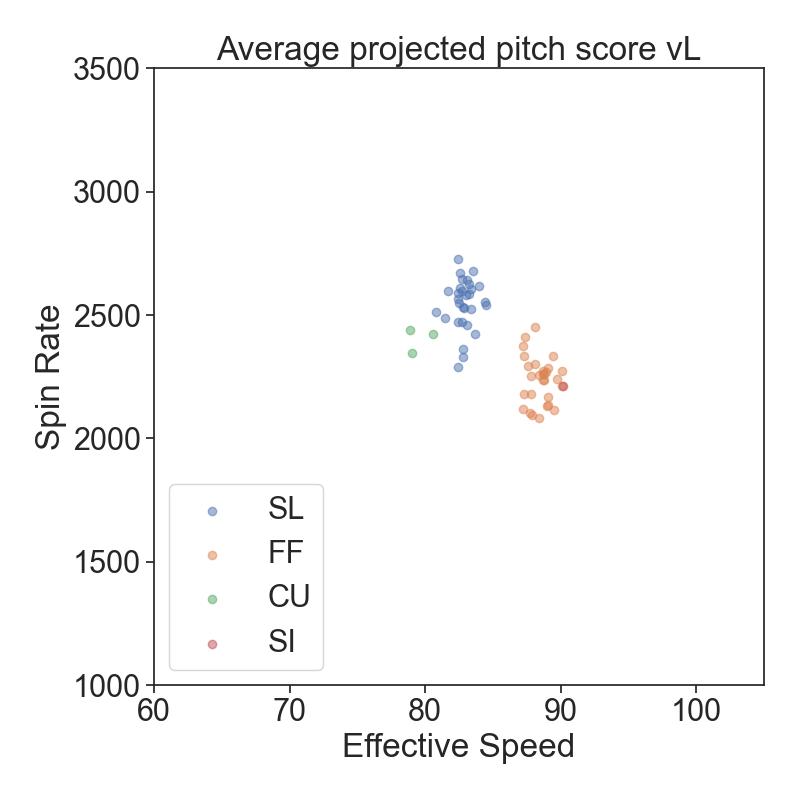 Average projected pitch score vL
3500
3000
2500
2000
1500
1000
Spin Rate
SL
FF
CU
SI
60 70 80 90 100
Effective Speed